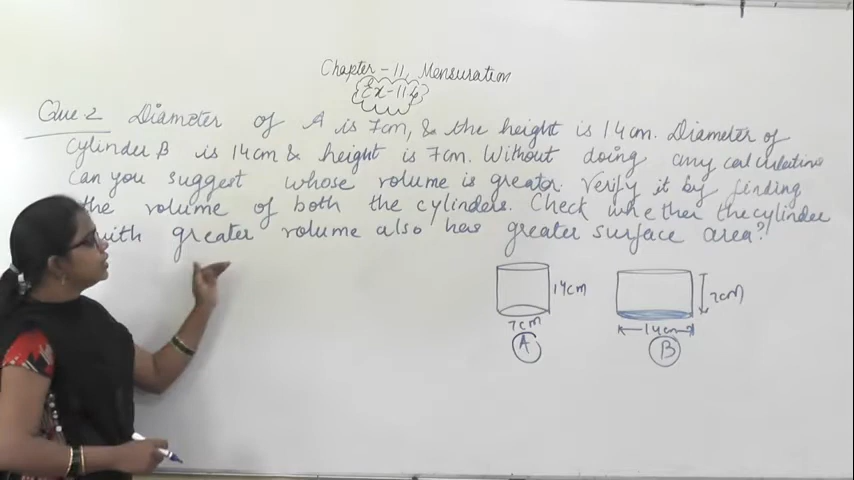 Chapter-11, Mensuration
Ex-11.4
Que 2 Diameter of A is 7cm, & the height is 14cm. Diameter of
cylinder B is 14cm & height is 7cm. Without doing any calculations
can you suggest whose volume is greater. Verify it by finding
the volume of both the cylinders. Check whether the cylinder
with greater volume also has greater surface area?
14cm
7cm
7cm
14cm
A
B